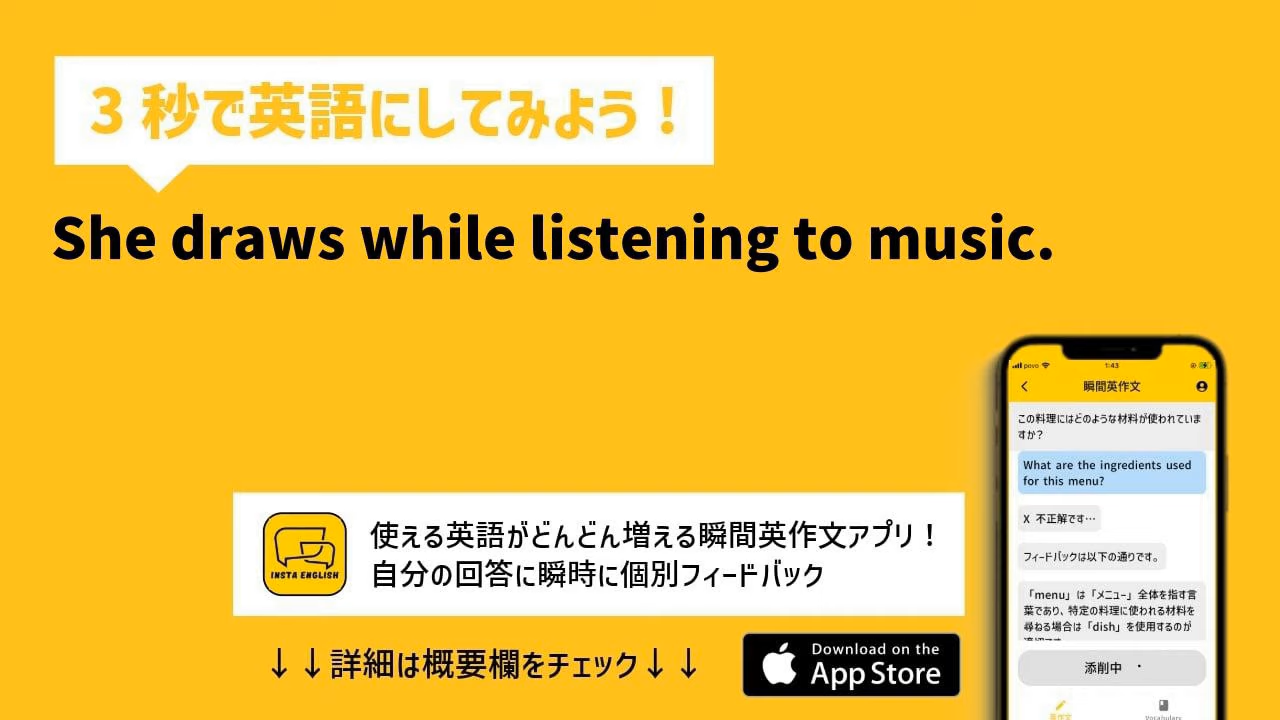 3秒で英語にしてみよう！
She draws while listening to music.
povo
1:43
瞬間英作文
この料理にはどのような材料が使われていま
すか？
What are the ingredients used
for this menu?
X 不正解です…
フィードバックは以下の通りです。
「menu」は「メニュー」全体を指す言
葉であり、特定の料理に使われる材料を
尋ねる場合は「dish」を使用するのが
添削中
英作文
Vocabulary
INSTA ENGLISH
使える英語がどんどん増える瞬間英作文アプリ！
自分の回答に瞬時に個別フィードバック
↓↓詳細は概要欄をチェック↓↓
Download on the
App Store